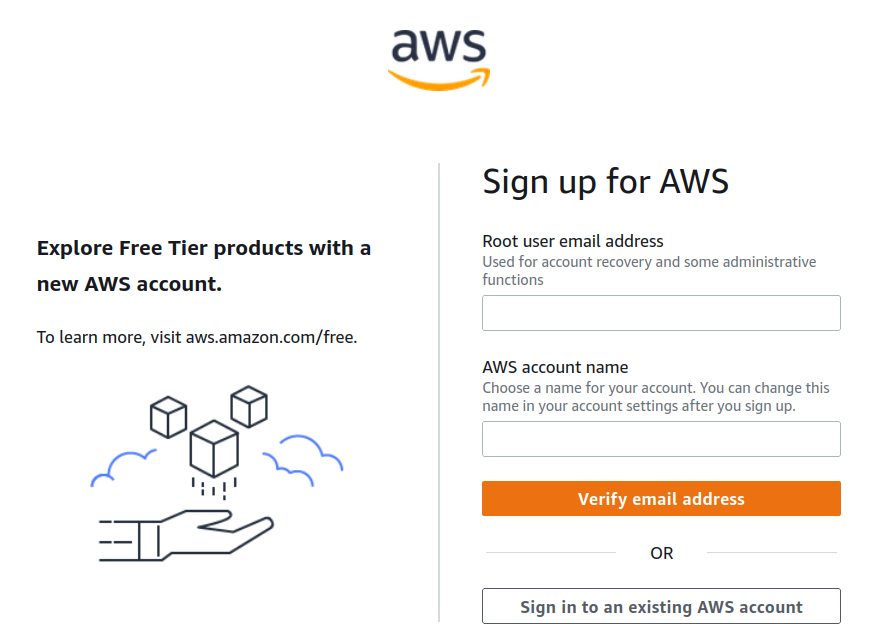 aws
Explore Free Tier products with a
new AWS account.
To learn more, visit aws.amazon.com/free.
Sign up for AWS
Root user email address
Used for account recovery and some administrative
functions
AWS account name
Choose a name for your account. You can change this
name in your account settings after you sign up.
Verify email address
OR
Sign in to an existing AWS account